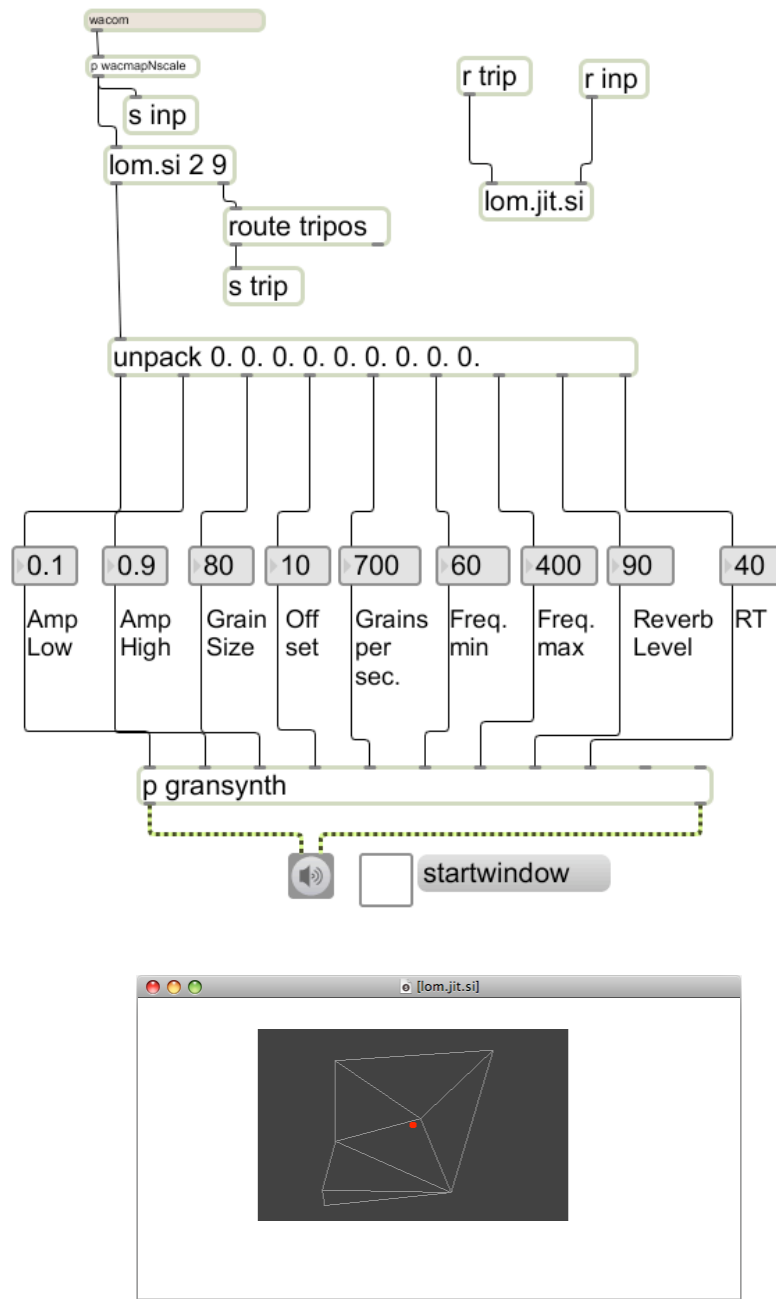 wacom
p wacmapNscale
s inp
lom.si 2 9
route tripos
s trip
r trip
r inp
lom.jit.si
unpack 0. 0. 0. 0. 0. 0. 0. 0. 0.
0.1
0.9
80
10
700
60
400
90
40
Amp
Low
Amp
High
Grain
Size
Off
set
Grains
per
sec.
Freq.
min
Freq.
max
Reverb
Level
RT
p gransynth
startwindow
[lom.jit.si]